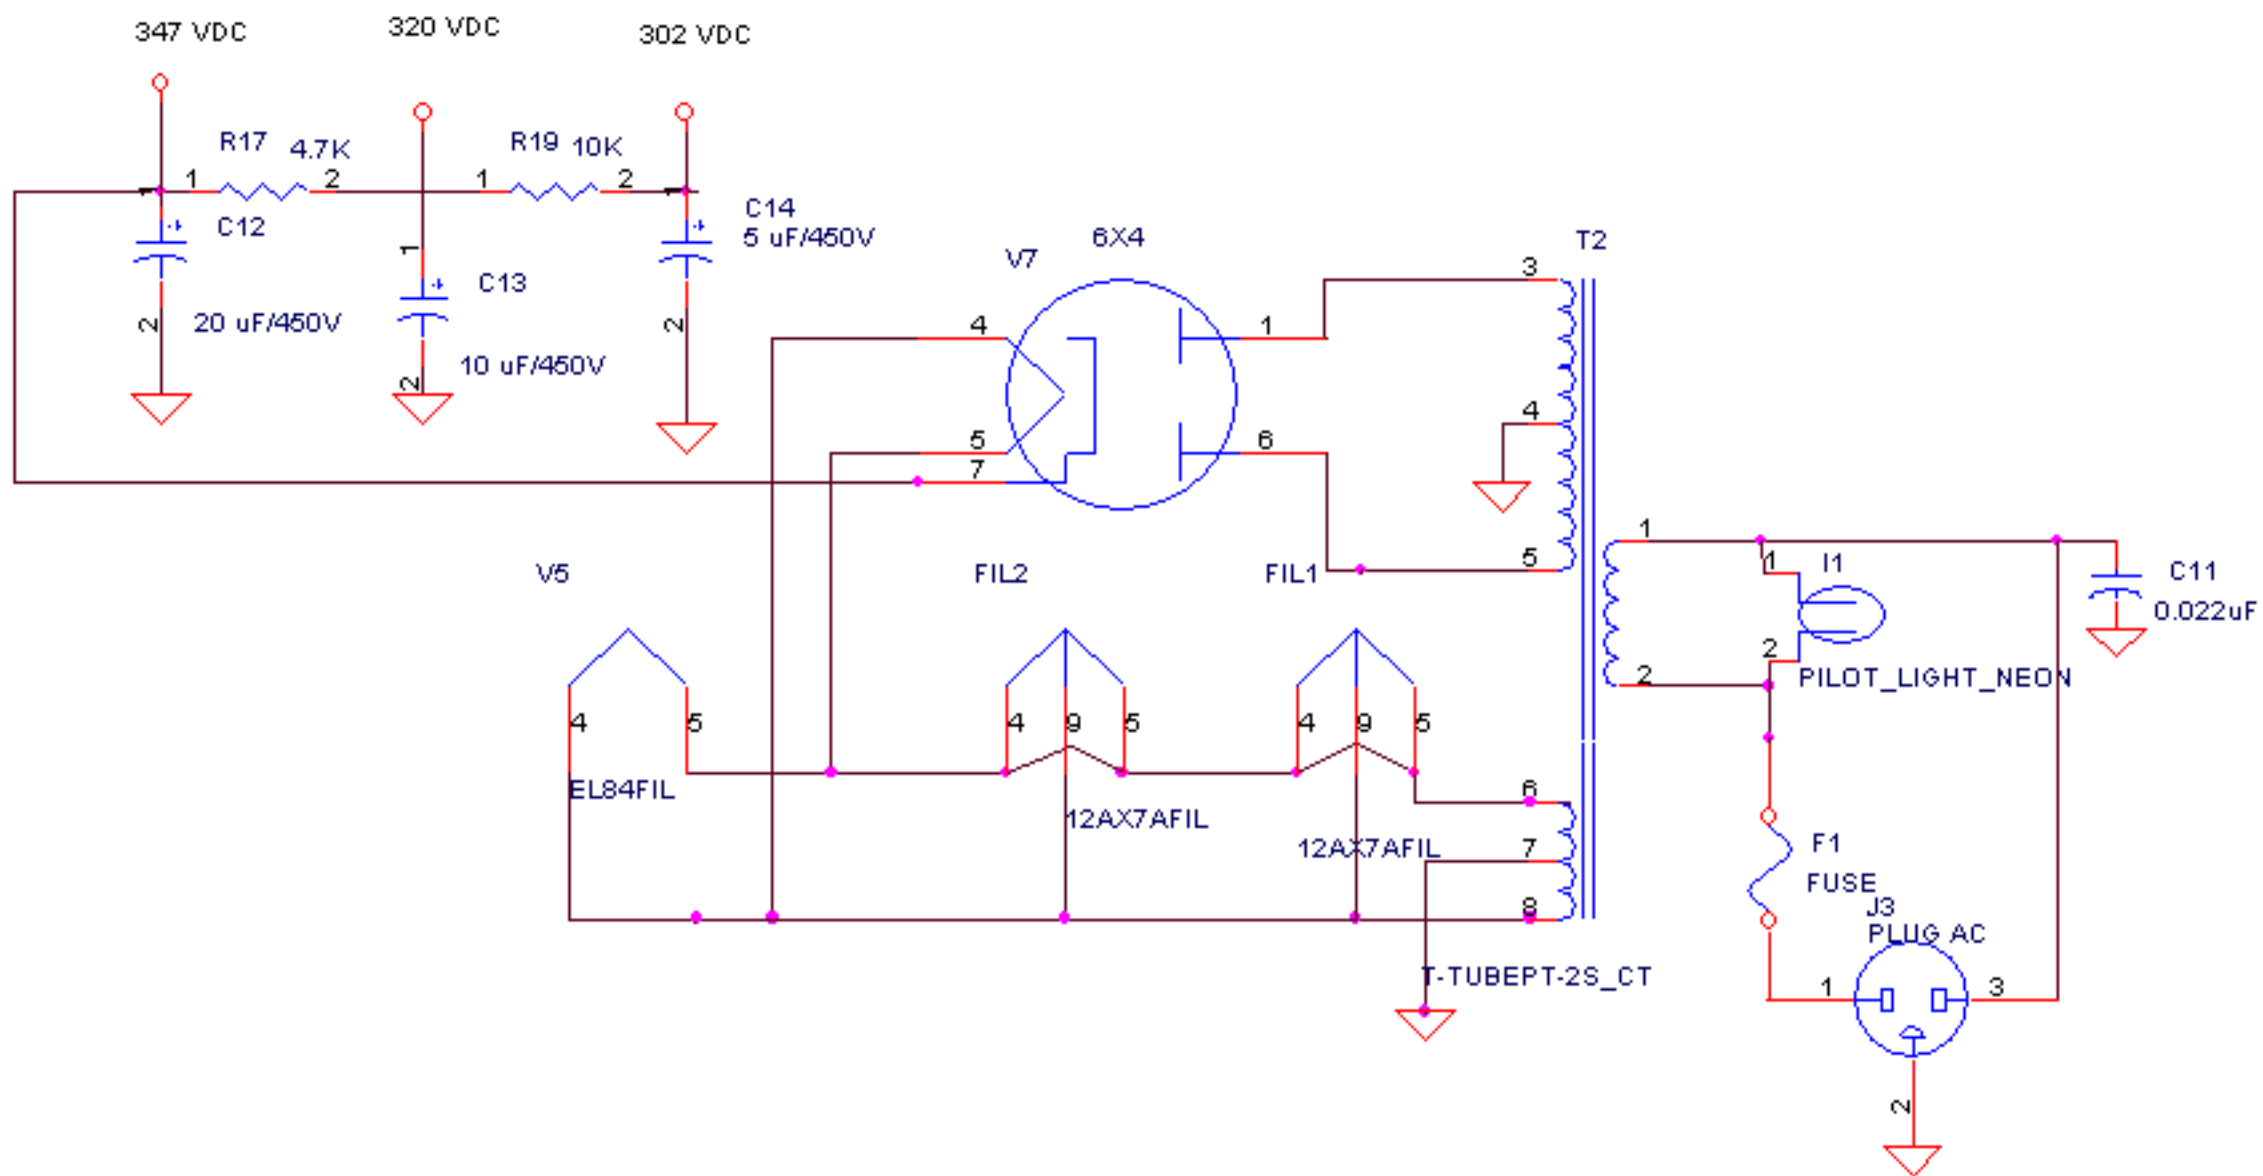 347 VDC
320 VDC
302 VDC
R17
4.7K
R19
10K
1
2
1
2
1
1
C12
C14
5 uF/450V
1
C13
2
20 uF/450V
2
10 uF/450V
2
V7
6X4
T2
3
4
1
4
5
6
7
5
1
V5
FIL2
FIL1
1
I1
C11
0.022uF
2
2
PILOT_LIGHT_NEON
4
5
4
9
5
4
9
5
EL84FIL
12AX7AFIL
12AX7AFIL
6
7
8
F1
FUSE
J3
PLUG AC
T-TUBEPT-2S_CT
1
3
2